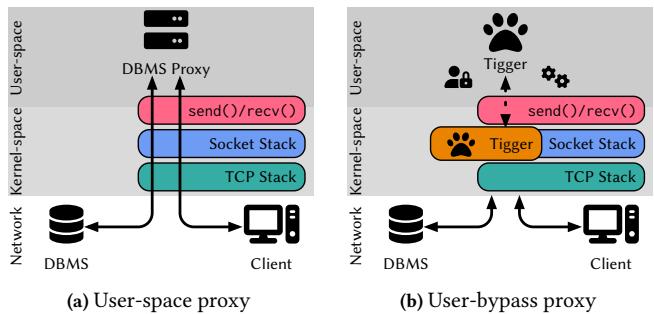 User-space
Kernel-space
Network
DBMS Proxy
send()/recv()
Socket Stack
TCP Stack
DBMS
Client
(a) User-space proxy
User-space
Kernel-space
Network
Tigger
send()/recv()
Tigger
Socket Stack
TCP Stack
DBMS
Client
(b) User-bypass proxy